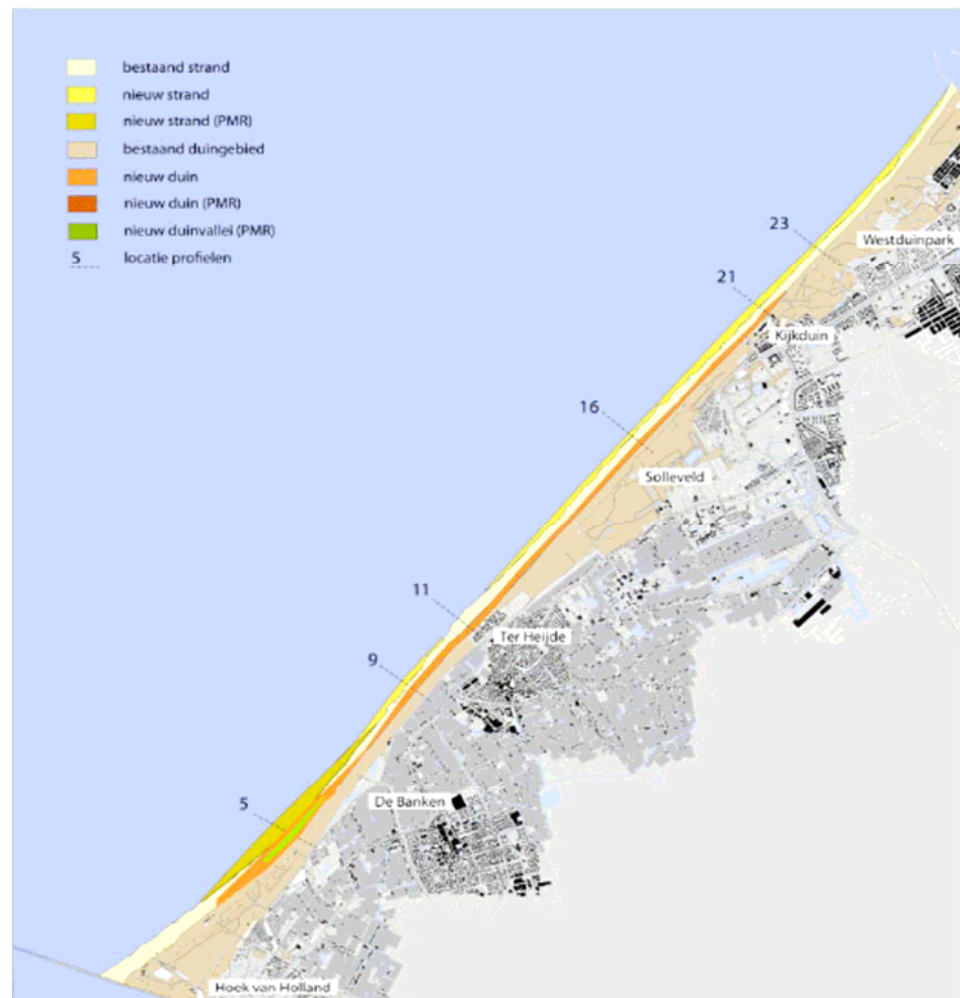 bestaand strand
nieuw strand
nieuw strand (PMR)
bestaand duingebied
nieuw duin
nieuw duin (PMR)
nieuw duinvallei (PMR)
5 locatie profielen
23
Westduinpark
21
Kijkduin
16
Solleveld
11
Ter Heijde
9
5
De Banken
Hoek van Holland